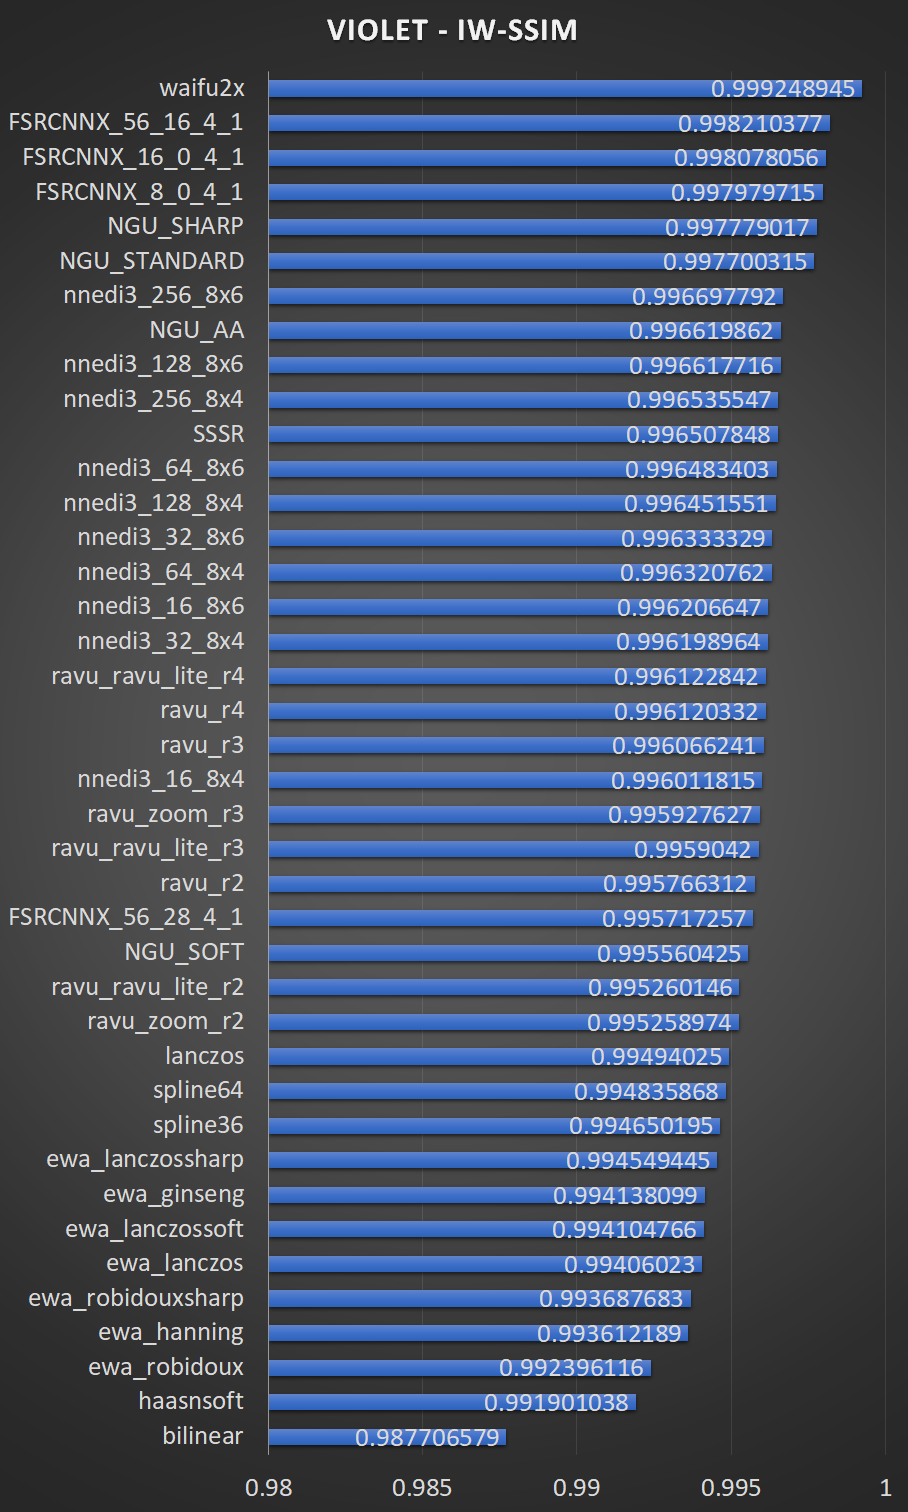 VIOLET - IW-SSIM
waifu2x 0.999248945
FSRCNNX_56_16_4_1 0.998210377
FSRCNNX_16_0_4_1 0.998078056
FSRCNNX_8_0_4_1 0.997979715
NGU_SHARP 0.997779017
NGU_STANDARD 0.997700315
nnedi3_256_8x6 0.996697792
NGU_AA 0.996619862
nnedi3_128_8x6 0.996617716
nnedi3_256_8x4 0.996535547
SSSR 0.996507848
nnedi3_64_8x6 0.996483403
nnedi3_128_8x4 0.996451551
nnedi3_32_8x6 0.996333329
nnedi3_64_8x4 0.996320762
nnedi3_16_8x6 0.996206647
nnedi3_32_8x4 0.996198964
ravu_ravu_lite_r4 0.996122842
ravu_r4 0.996120332
ravu_r3 0.996066241
nnedi3_16_8x4 0.996011815
ravu_zoom_r3 0.995927627
ravu_ravu_lite_r3 0.9959042
ravu_r2 0.995766312
FSRCNNX_56_28_4_1 0.995717257
NGU_SOFT 0.995560425
ravu_ravu_lite_r2 0.995260146
ravu_zoom_r2 0.995258974
lanczos 0.99494025
spline64 0.994835868
spline36 0.994650195
ewa_lanczossharp 0.994549445
ewa_ginseng 0.994138099
ewa_lanczossoft 0.994104766
ewa_lanczos 0.99406023
ewa_robidouxsharp 0.993687683
ewa_hanning 0.993612189
ewa_robidoux 0.992396116
haasnsoft 0.991901038
bilinear 0.987706579
0.98 0.985 0.99 0.995 1